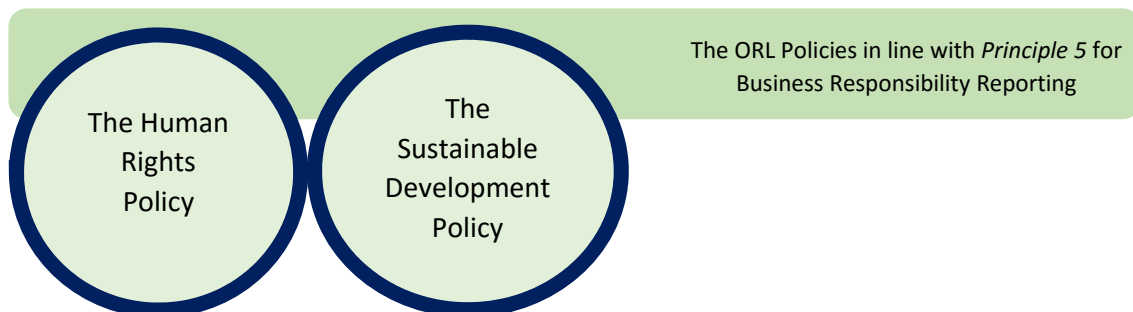 The ORL Policies in line with Principle 5 for
Business Responsibility Reporting
The Human
Rights
Policy
The
Sustainable
Development
Policy